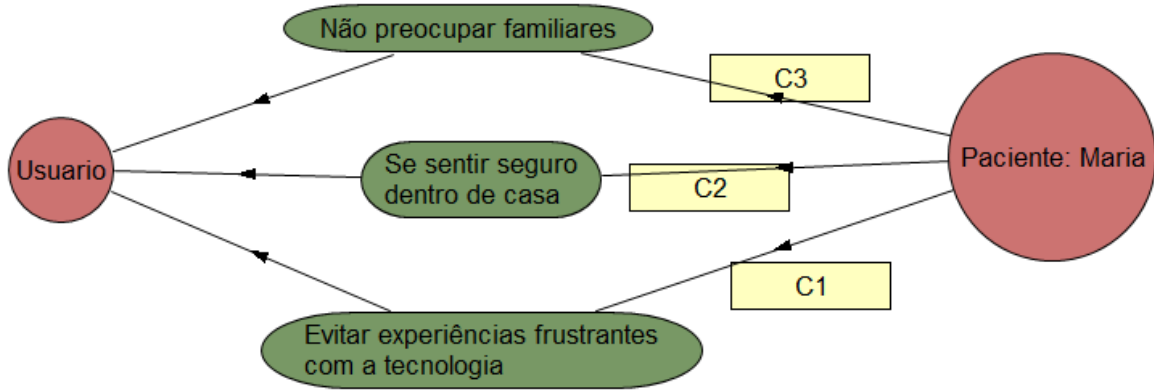 Não preocupar familiares
C3
Usuario
Se sentir seguro
dentro de casa
C2
Paciente: Maria
C1
Evitar experiências frustrantes
com a tecnologia